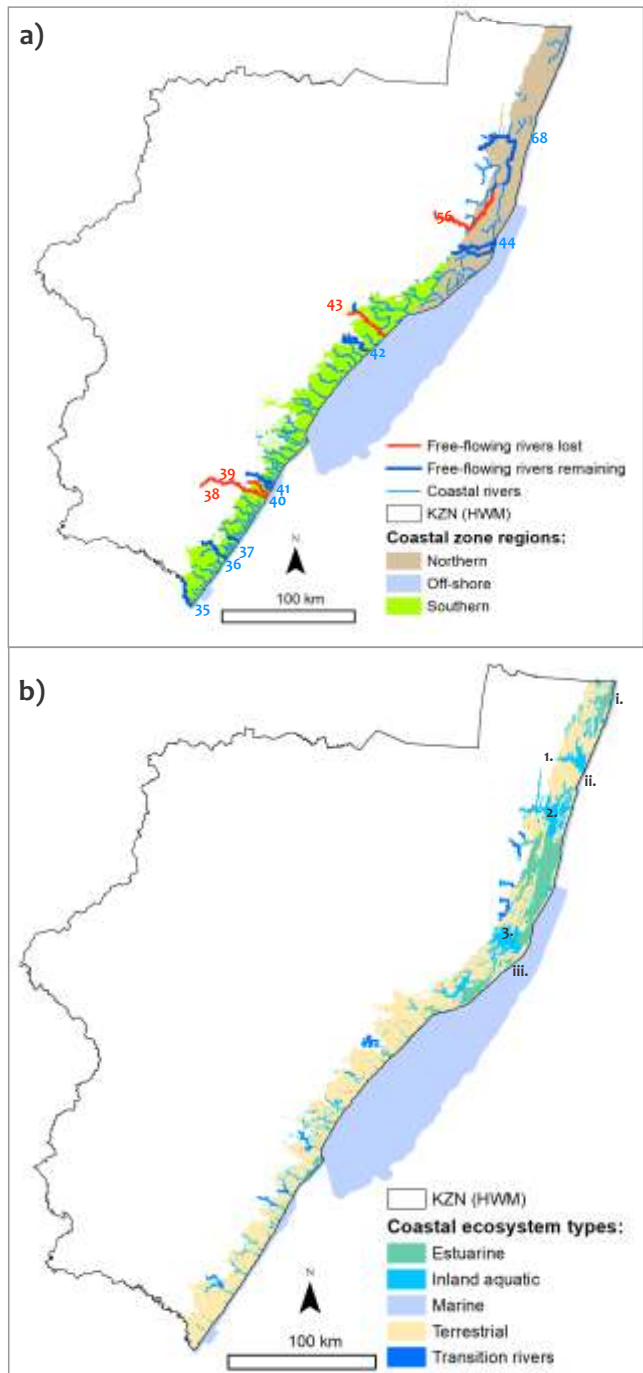 a)
68
56
44
43
42
39
41
38
40
37
36
35
N
100 km
Free-flowing rivers lost
Free-flowing rivers remaining
Coastal rivers
KZN (HWM)
Coastal zone regions:
Northern
Off-shore
Southern
b)
i.
1.
ii.
2.
3.
iii.
N
100 km
KZN (HWM)
Coastal ecosystem types:
Estuarine
Inland aquatic
Marine
Terrestrial
Transition rivers